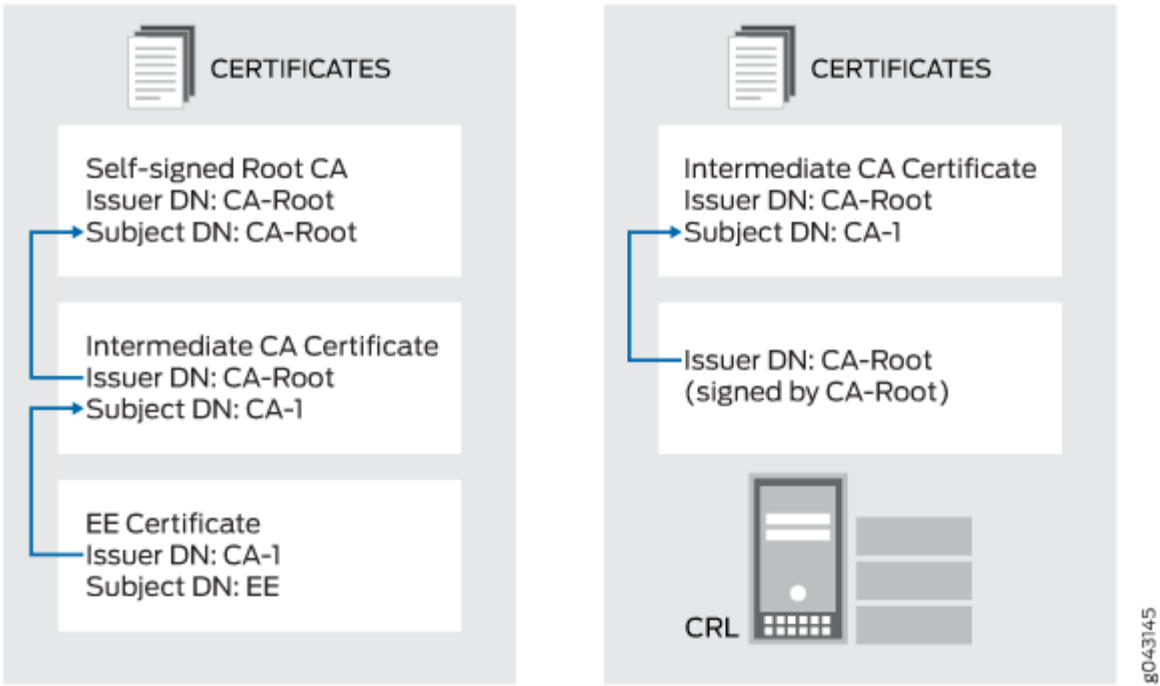 CERTIFICATES
Self-signed Root CA
Issuer DN: CA-Root
Subject DN: CA-Root
Intermediate CA Certificate
Issuer DN: CA-Root
Subject DN: CA-1
EE Certificate
Issuer DN: CA-1
Subject DN: EE
CERTIFICATES
Intermediate CA Certificate
Issuer DN: CA-Root
Subject DN: CA-1
Issuer DN: CA-Root
(signed by CA-Root)
CRL
g043145